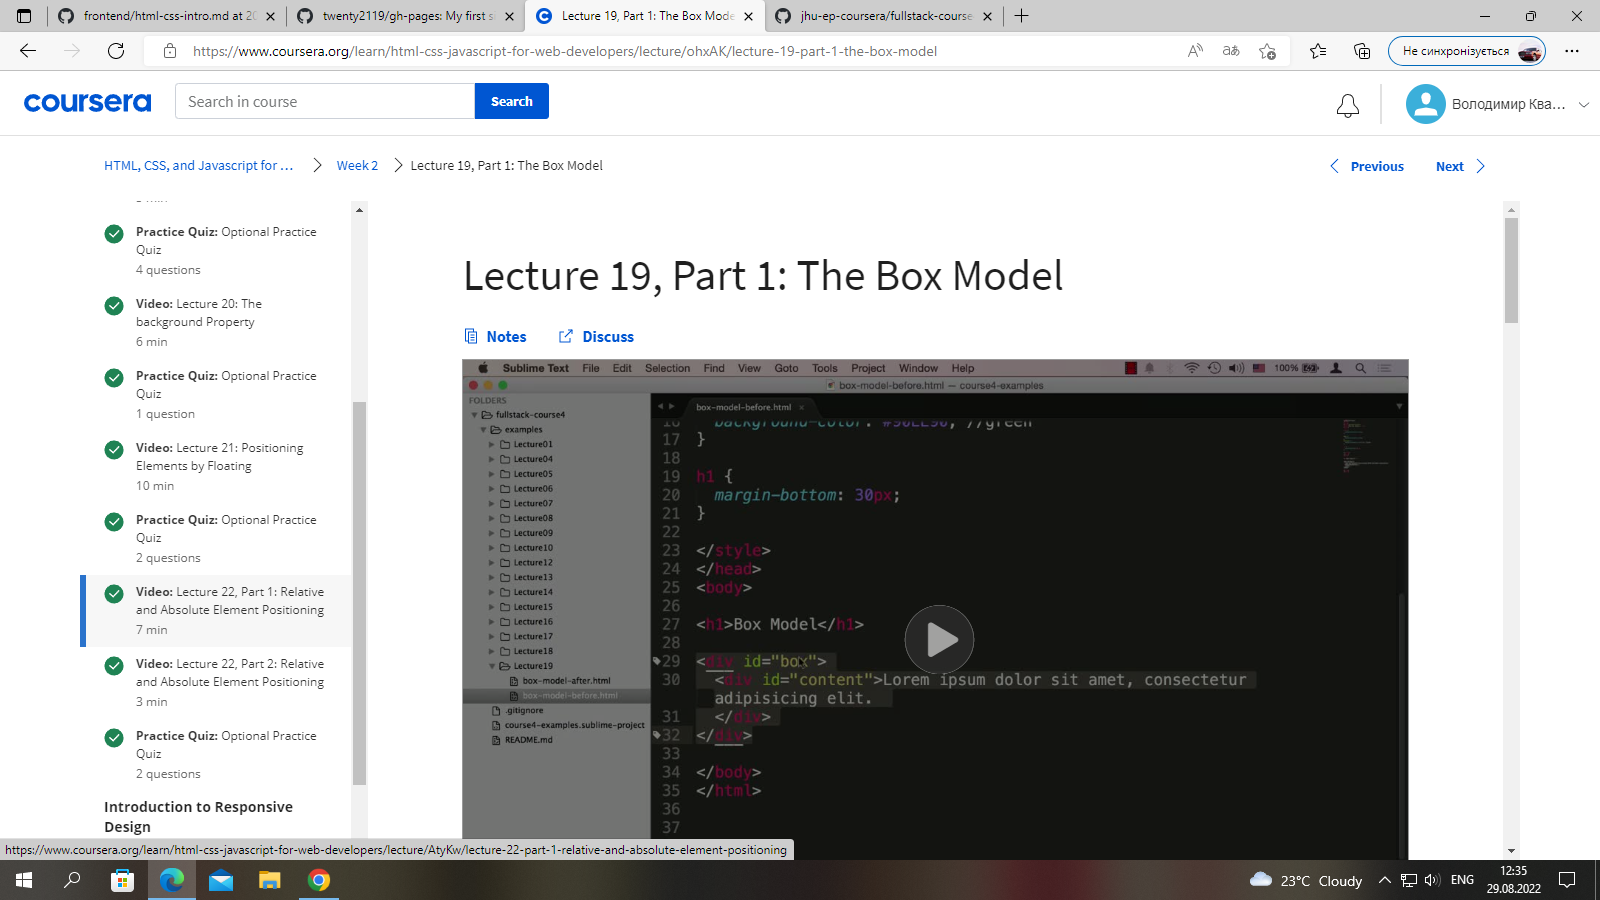 frontend/html-css-intro.md at 20
twenty2119/gh-pages: My first s
Lecture 19, Part 1: The Box Mode
jhu-ep-coursera/fullstack-course
https://www.coursera.org/learn/html-css-javascript-for-web-developers/lecture/ohxAK/lecture-19-part-1-the-box-model
Не синхронізується
coursera
Search in course
Search
Володимир Ква...
HTML, CSS, and Javascript for ...
Week 2
Lecture 19, Part 1: The Box Model
Previous
Next
Practice Quiz: Optional Practice
Quiz
4 questions
Video: Lecture 20: The
background Property
6 min
Practice Quiz: Optional Practice
Quiz
1 question
Video: Lecture 21: Positioning
Elements by Floating
10 min
Practice Quiz: Optional Practice
Quiz
2 questions
Video: Lecture 22, Part 1: Relative
and Absolute Element Positioning
7 min
Video: Lecture 22, Part 2: Relative
and Absolute Element Positioning
3 min
Practice Quiz: Optional Practice
Quiz
2 questions
Introduction to Responsive
Design
Lecture 19, Part 1: The Box Model
Notes
Discuss
Sublime Text File Edit Selection Find View Goto Tools Project Window Help 100%
box-model-before.html — course4-examples
FOLDERS
fullstack-course4
examples
Lecture01
Lecture04
Lecture05
Lecture06
Lecture07
Lecture08
Lecture09
Lecture10
Lecture12
Lecture13
Lecture14
Lecture15
Lecture16
Lecture17
Lecture18
Lecture19
box-model-after.html
box-model-before.html
.gitignore
course4-examples.sublime-project
README.md
box-model-before.html
16 background-color: #90EE90; //green
17 }
18
19 h1 {
20 margin-bottom: 30px;
21 }
22
23 </style>
24 </head>
25 <body>
26
27 <h1>Box Model</h1>
28
29 <div id="box">
30 <div id="content">Lorem ipsum dolor sit amet, consectetur
adipisicing elit.
31 </div>
32 </div>
33
34 </body>
35 </html>
36
37
https://www.coursera.org/learn/html-css-javascript-for-web-developers/lecture/AtyKw/lecture-22-part-1-relative-and-absolute-element-positioning
23°C Cloudy
ENG
12:35
29.08.2022